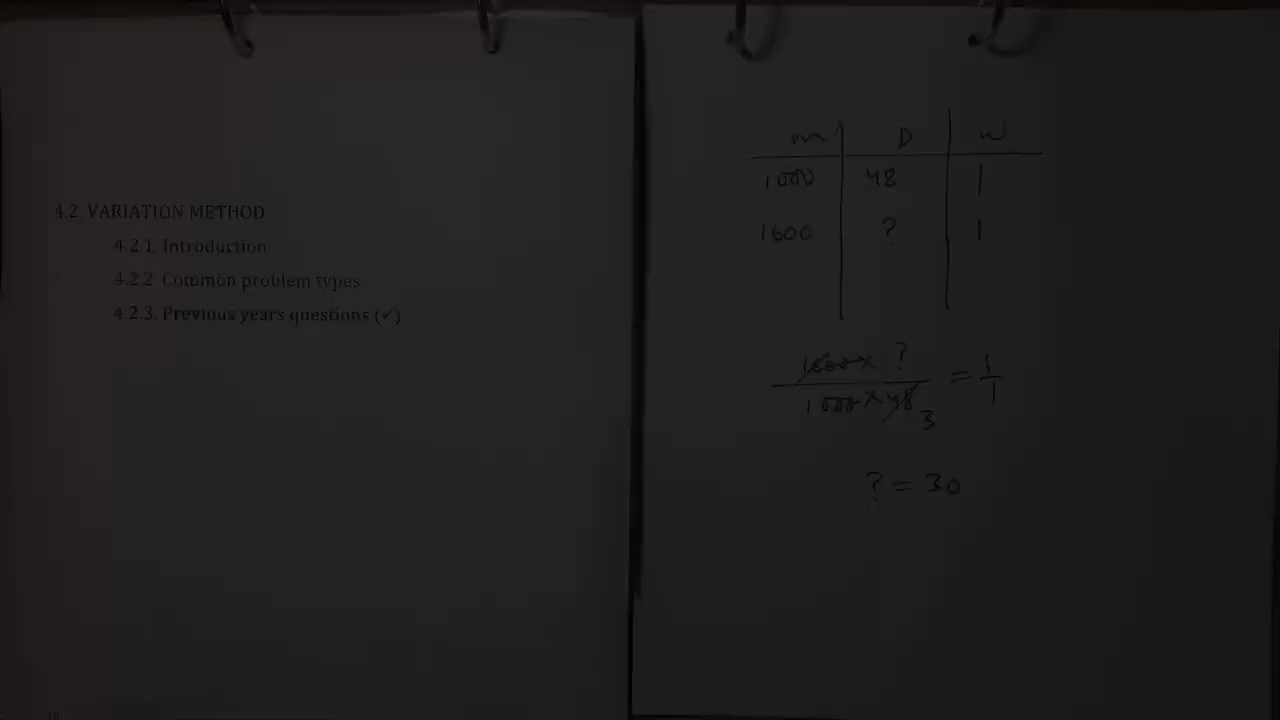 4.2. VARIATION METHOD
4.2.1. Introduction
4.2.2 Common problem types
4.2.3. Previous years questions (✓)
m D w
1000 48 1
1600 ? 1
1600 x ? / 1000 x 48 3 = 1/1
? = 30